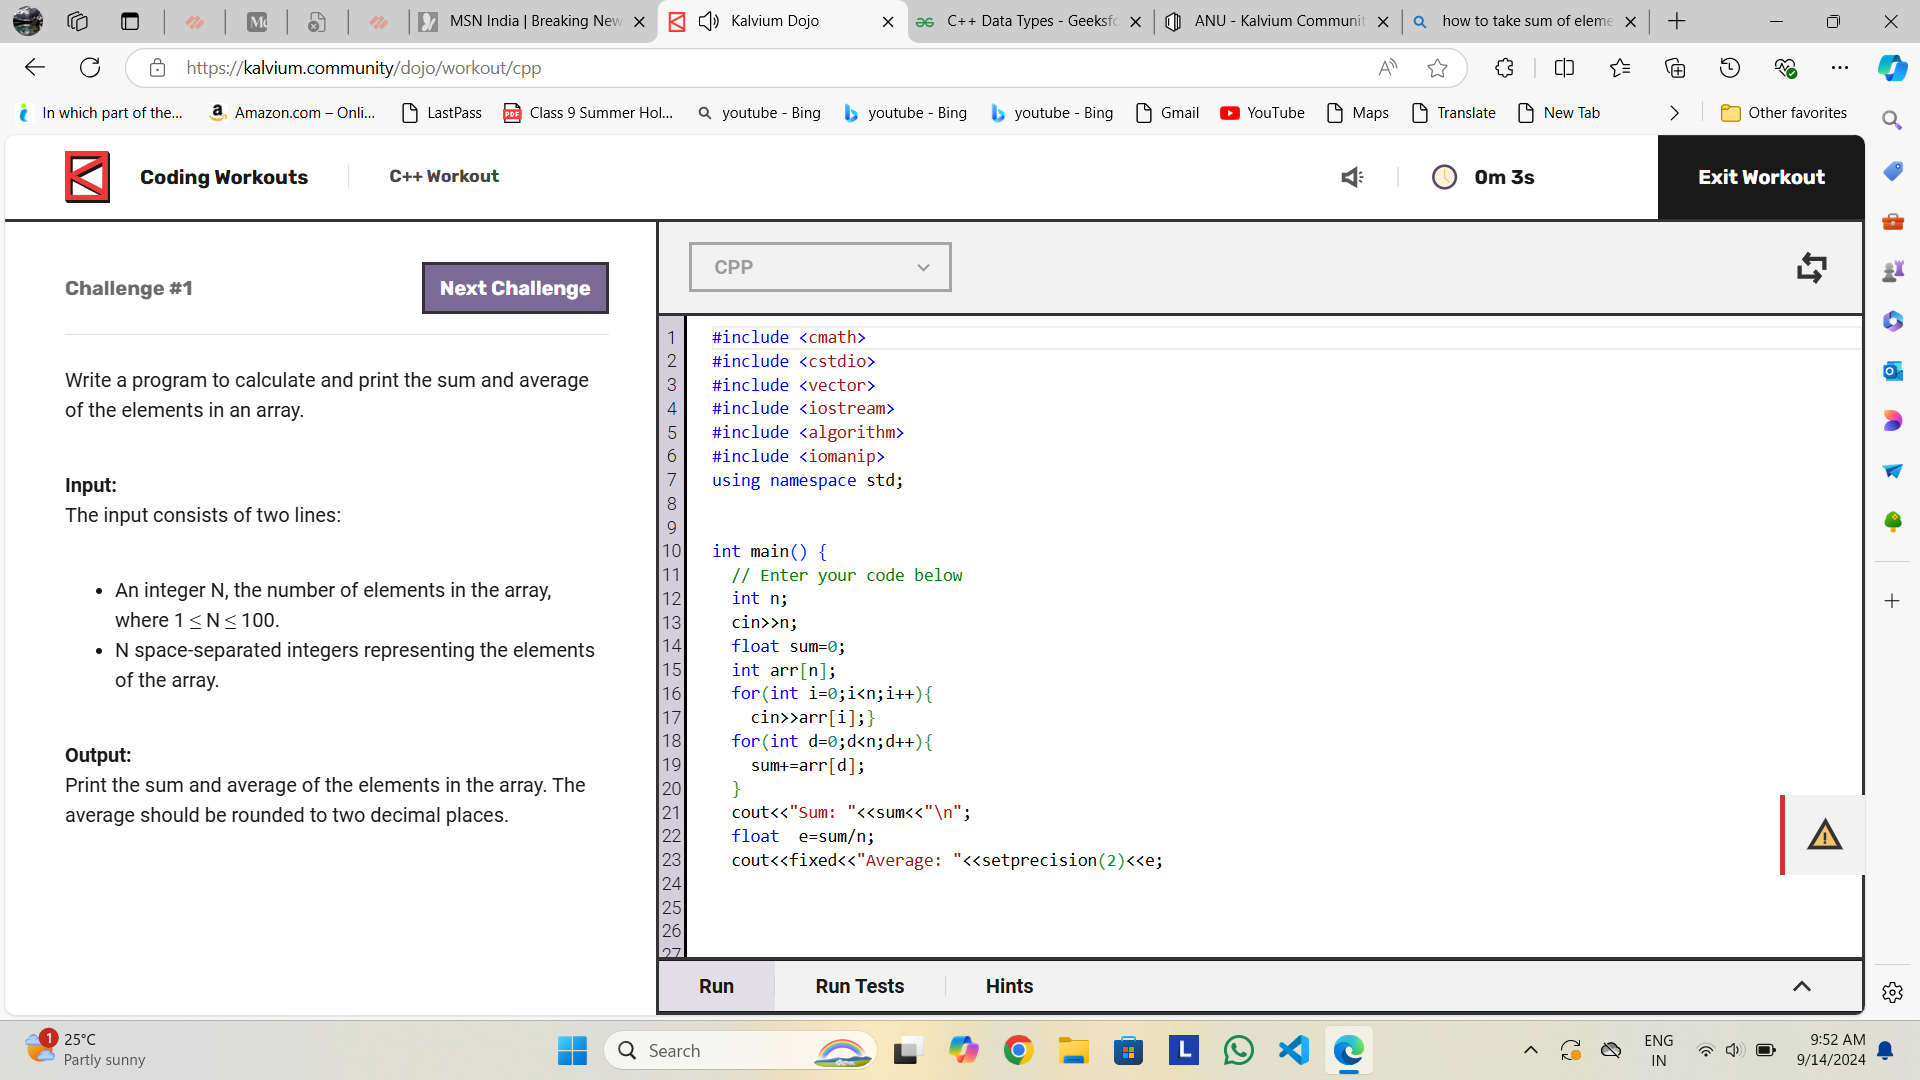 MSN India | Breaking New
Kalvium Dojo
C++ Data Types - Geeksfo
ANU - Kalvium Communit
how to take sum of eleme
https://kalvium.community/dojo/workout/cpp
In which part of the...
Amazon.com – Onli...
LastPass
Class 9 Summer Hol...
youtube - Bing
youtube - Bing
youtube - Bing
Gmail
YouTube
Maps
Translate
New Tab
Other favorites
Coding Workouts
C++ Workout
0m 3s
Exit Workout
Challenge #1
Next Challenge
Write a program to calculate and print the sum and average
of the elements in an array.
Input:
The input consists of two lines:
• An integer N, the number of elements in the array,
where 1 ≤ N ≤ 100.
• N space-separated integers representing the elements
of the array.
Output:
Print the sum and average of the elements in the array. The
average should be rounded to two decimal places.
CPP
1 #include <cmath>
2 #include <cstdio>
3 #include <vector>
4 #include <iostream>
5 #include <algorithm>
6 #include <iomanip>
7 using namespace std;
8
9
10 int main() {
11 // Enter your code below
12 int n;
13 cin>>n;
14 float sum=0;
15 int arr[n];
16 for(int i=0;i<n;i++){
17 cin>>arr[i];}
18 for(int d=0;d<n;d++){
19 sum+=arr[d];
20 }
21 cout<<"Sum: "<<sum<<"\n";
22 float  e=sum/n;
23 cout<<fixed<<"Average: "<<setprecision(2)<<e;
24
25
26
27
Run
Run Tests
Hints
1
25°C
Partly sunny
Search
L
ENG
IN
9:52 AM
9/14/2024